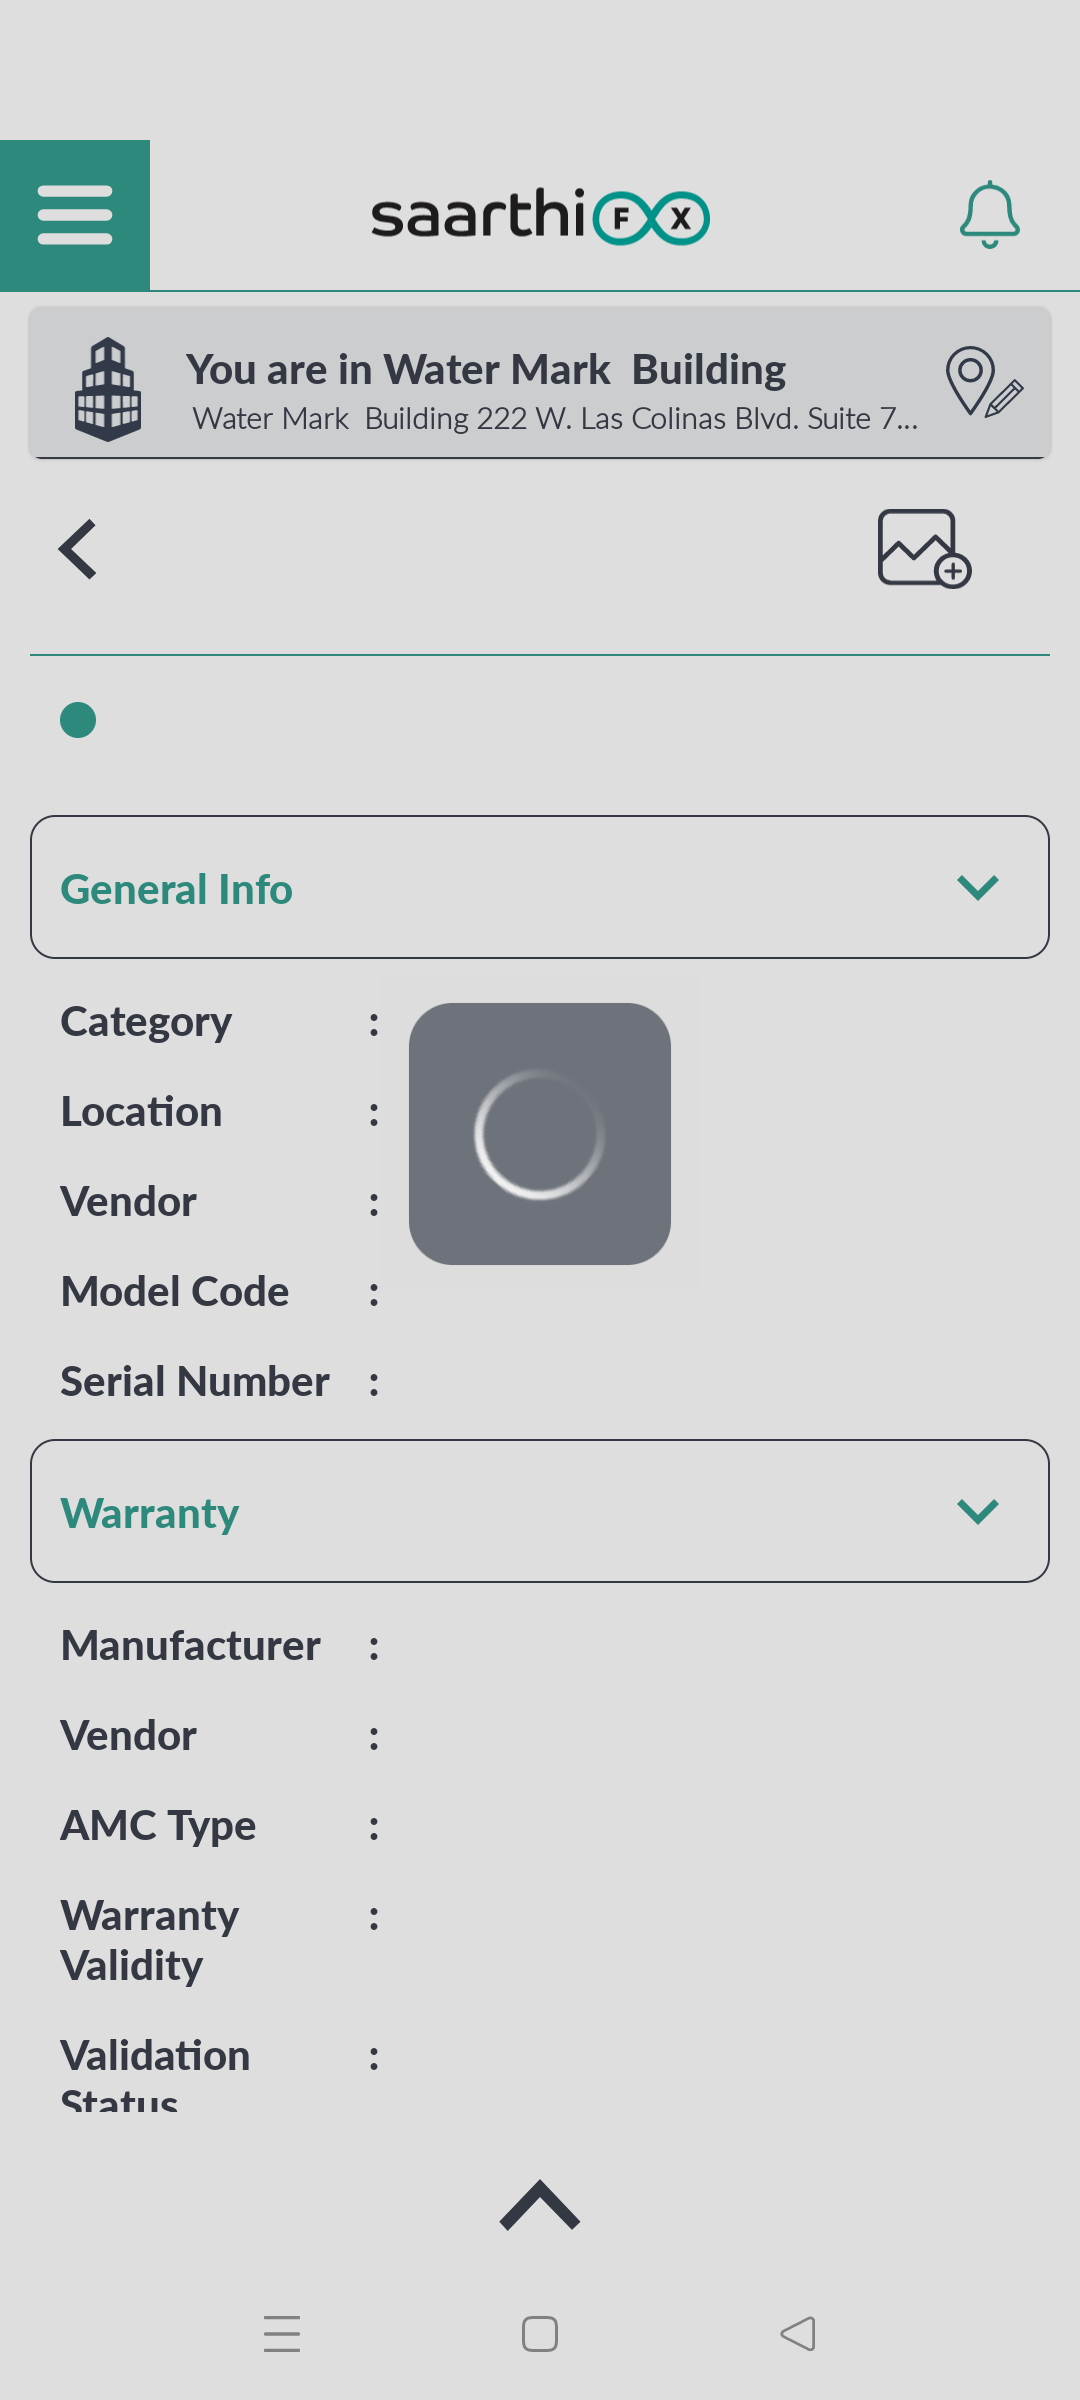 saarthi F X
You are in Water Mark  Building
Water Mark  Building 222 W. Las Colinas Blvd. Suite 7...
General Info
Category :
Location :
Vendor :
Model Code :
Serial Number :
Warranty
Manufacturer :
Vendor :
AMC Type :
Warranty :
Validity
Validation :
Status